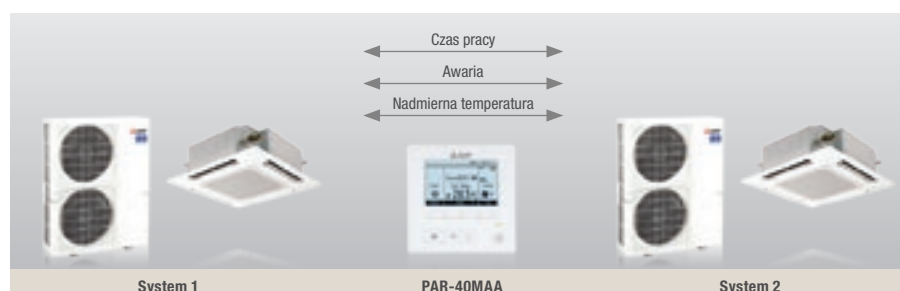 Czas pracy
Awaria
Nadmierna temperatura
System 1
PAR-40MAA
System 2